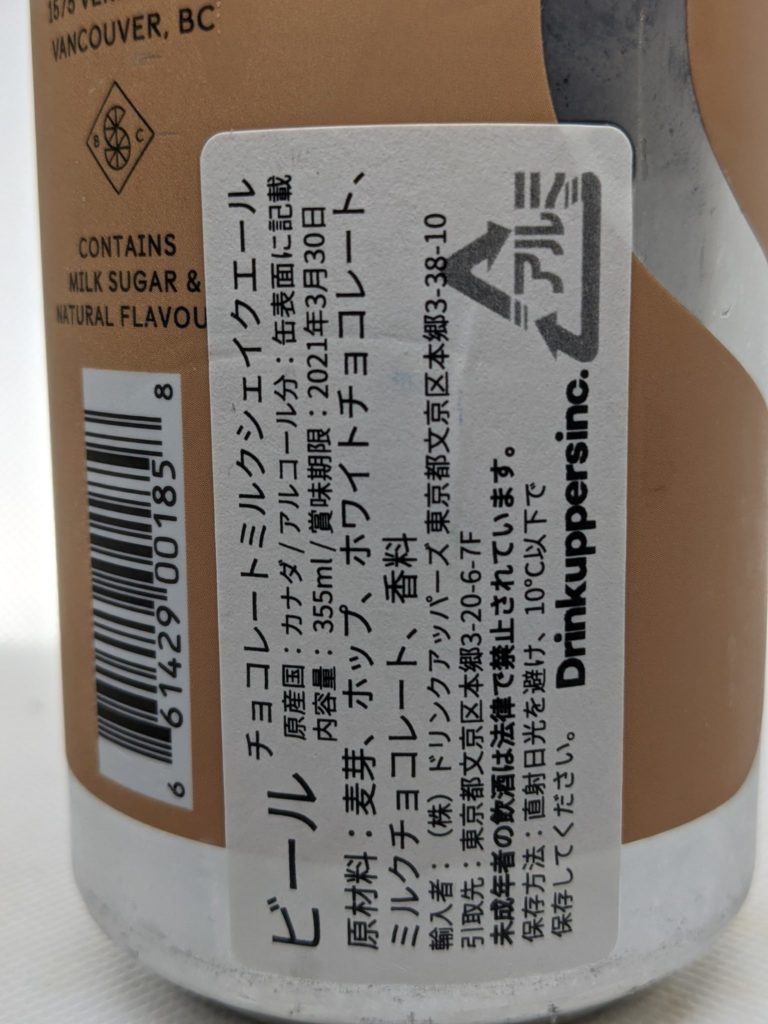 VANCOUVER, BC
B C
CONTAINS
MILK SUGAR &
NATURAL FLAVOU
6 61429 00185 8
ビール
チョコレートミルクシェイクエール
原産国：カナダ / アルコール分：缶表面に記載
内容量： 355ml / 賞味期限：2021年3月30日
原材料：麦芽、ホップ、ホワイトチョコレート、
ミルクチョコレート、香料
輸入者：（株）ドリンクアッパーズ 東京都文京区本郷3-38-10
引取先：東京都文京区本郷3-20-6-7F
未成年者の飲酒は法律で禁止されています。
保存方法：直射日光を避け、10°C以下で
保存してください。
Drinkuppersinc.
アルミ